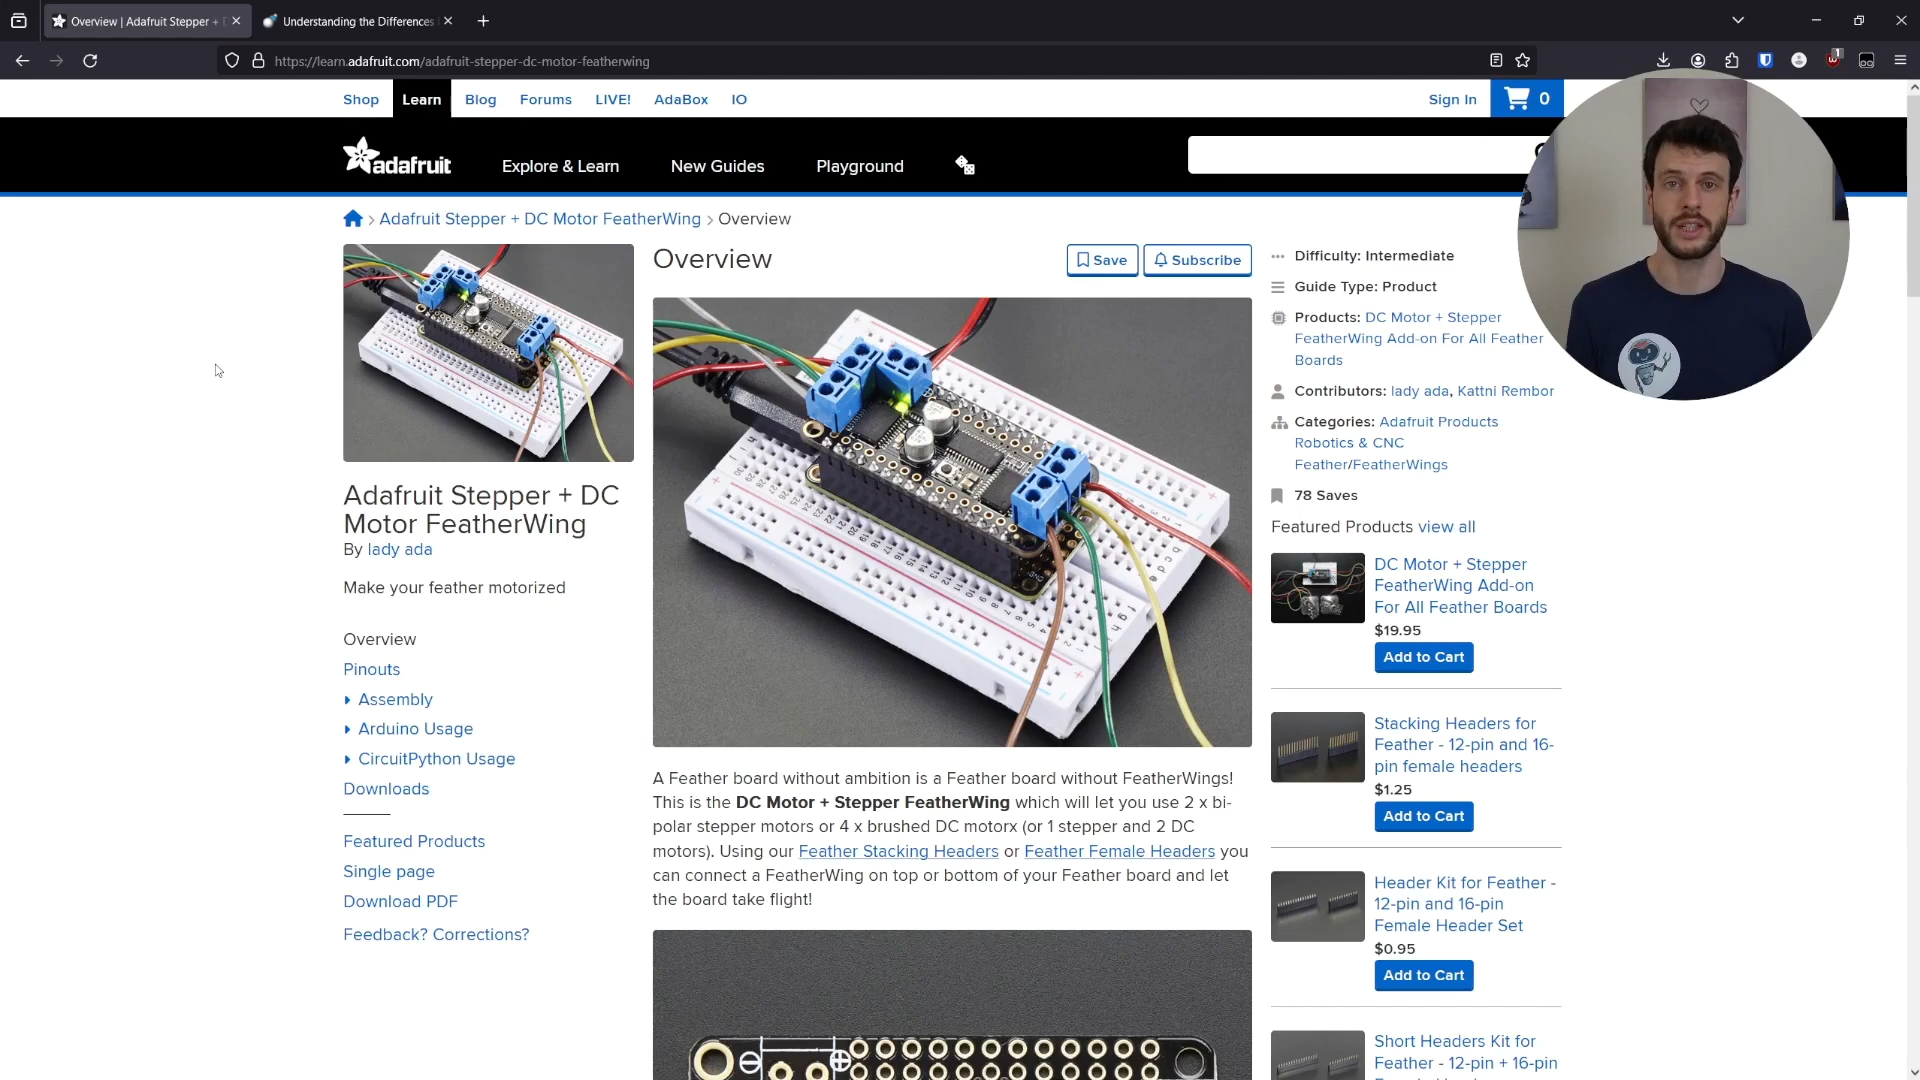 Overview | Adafruit Stepper +
Understanding the Differences
https://learn.adafruit.com/adafruit-stepper-dc-motor-featherwing
1
Shop
Learn
Blog
Forums
LIVE!
AdaBox
IO
Sign In
0
adafruit
Explore & Learn
New Guides
Playground
Adafruit Stepper + DC Motor FeatherWing
Overview
Adafruit Stepper + DC
Motor FeatherWing
By lady ada
Make your feather motorized
Overview
Pinouts
Assembly
Arduino Usage
CircuitPython Usage
Downloads
Featured Products
Single page
Download PDF
Feedback? Corrections?
Overview
Save
Subscribe
A Feather board without ambition is a Feather board without FeatherWings!
This is the DC Motor + Stepper FeatherWing which will let you use 2 x bi-
polar stepper motors or 4 x brushed DC motorx (or 1 stepper and 2 DC
motors). Using our Feather Stacking Headers or Feather Female Headers you
can connect a FeatherWing on top or bottom of your Feather board and let
the board take flight!
Difficulty: Intermediate
Guide Type: Product
Products: DC Motor + Stepper
FeatherWing Add-on For All Feather
Boards
Contributors: lady ada, Kattni Rembor
Categories: Adafruit Products
Robotics & CNC
Feather/FeatherWings
78 Saves
Featured Products view all
DC Motor + Stepper
FeatherWing Add-on
For All Feather Boards
$19.95
Add to Cart
Stacking Headers for
Feather - 12-pin and 16-
pin female headers
$1.25
Add to Cart
Header Kit for Feather -
12-pin and 16-pin
Female Header Set
$0.95
Add to Cart
Short Headers Kit for
Feather - 12-pin + 16-pin